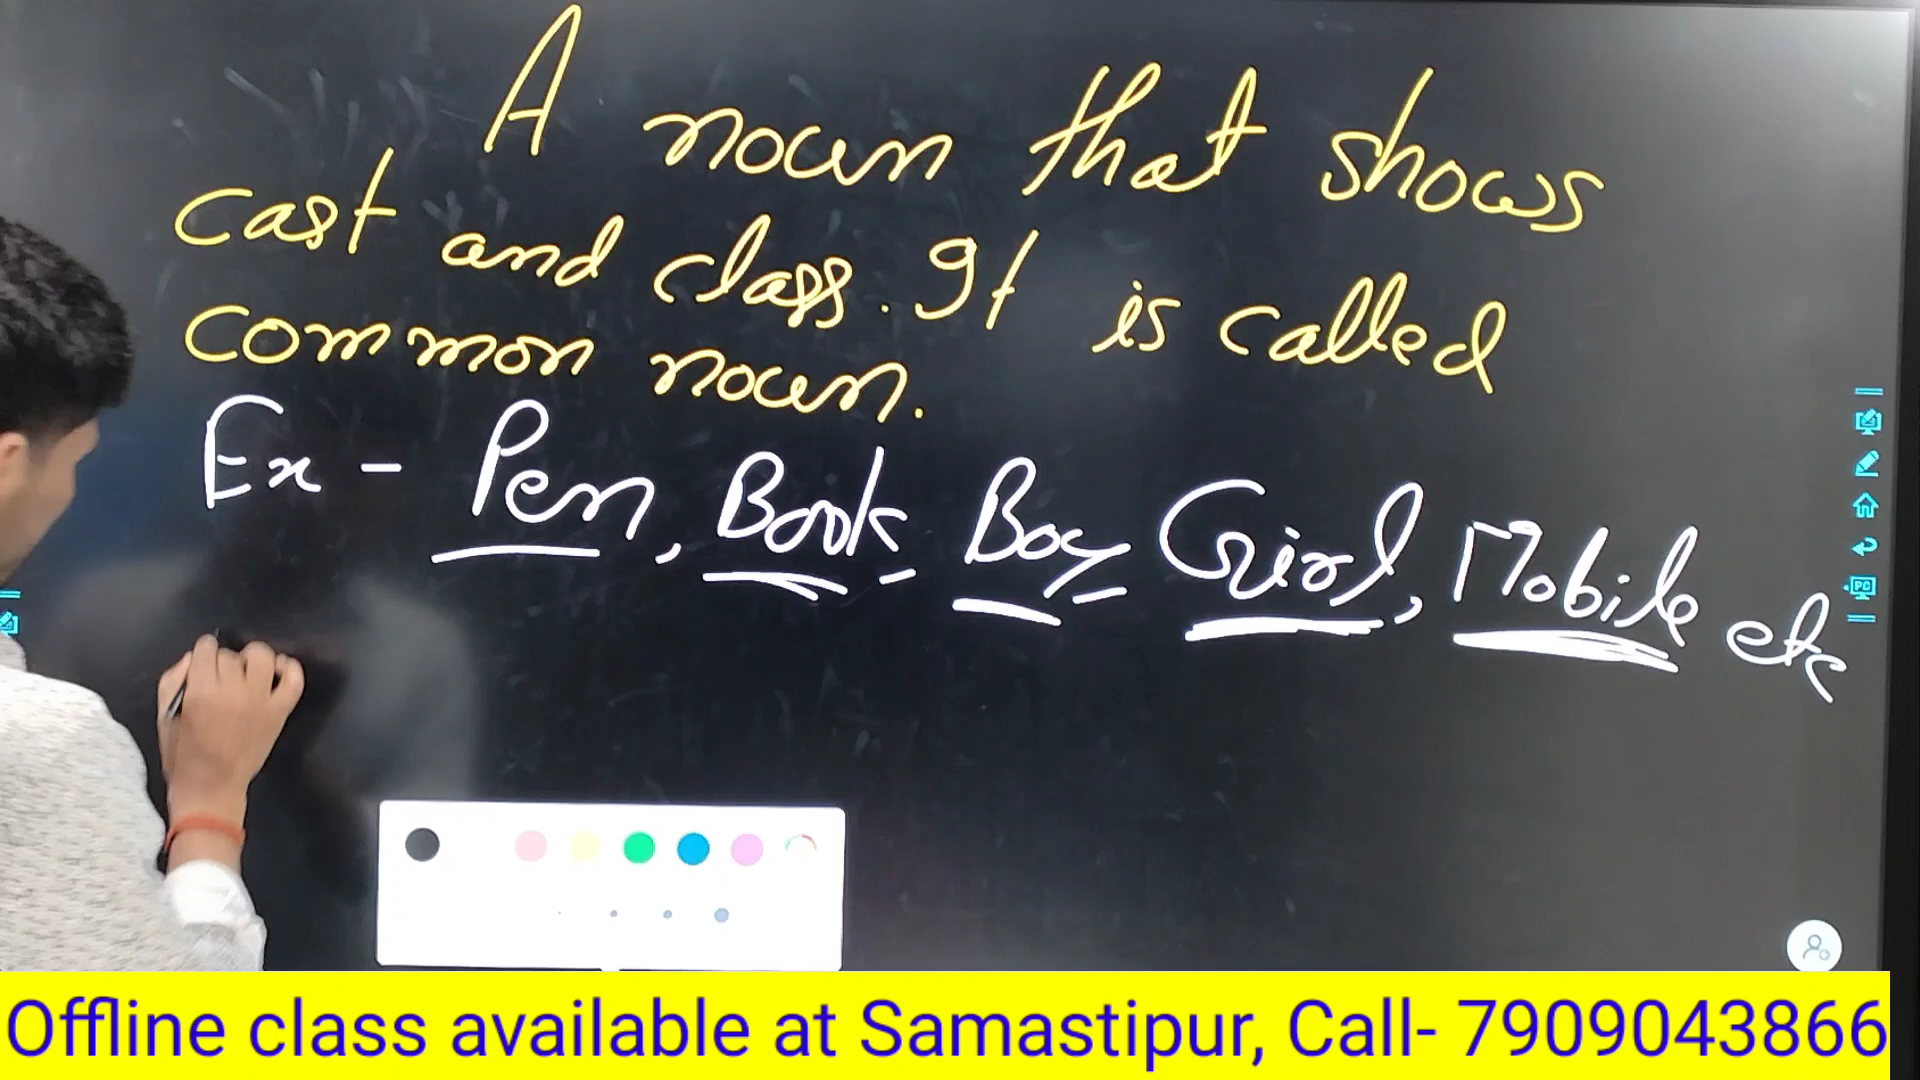 A noun that shows
cast and class. It is called
common noun.
Ex - Pen, Book, Boy, Girl, Mobile etc
PC
Offline class available at Samastipur, Call- 7909043866